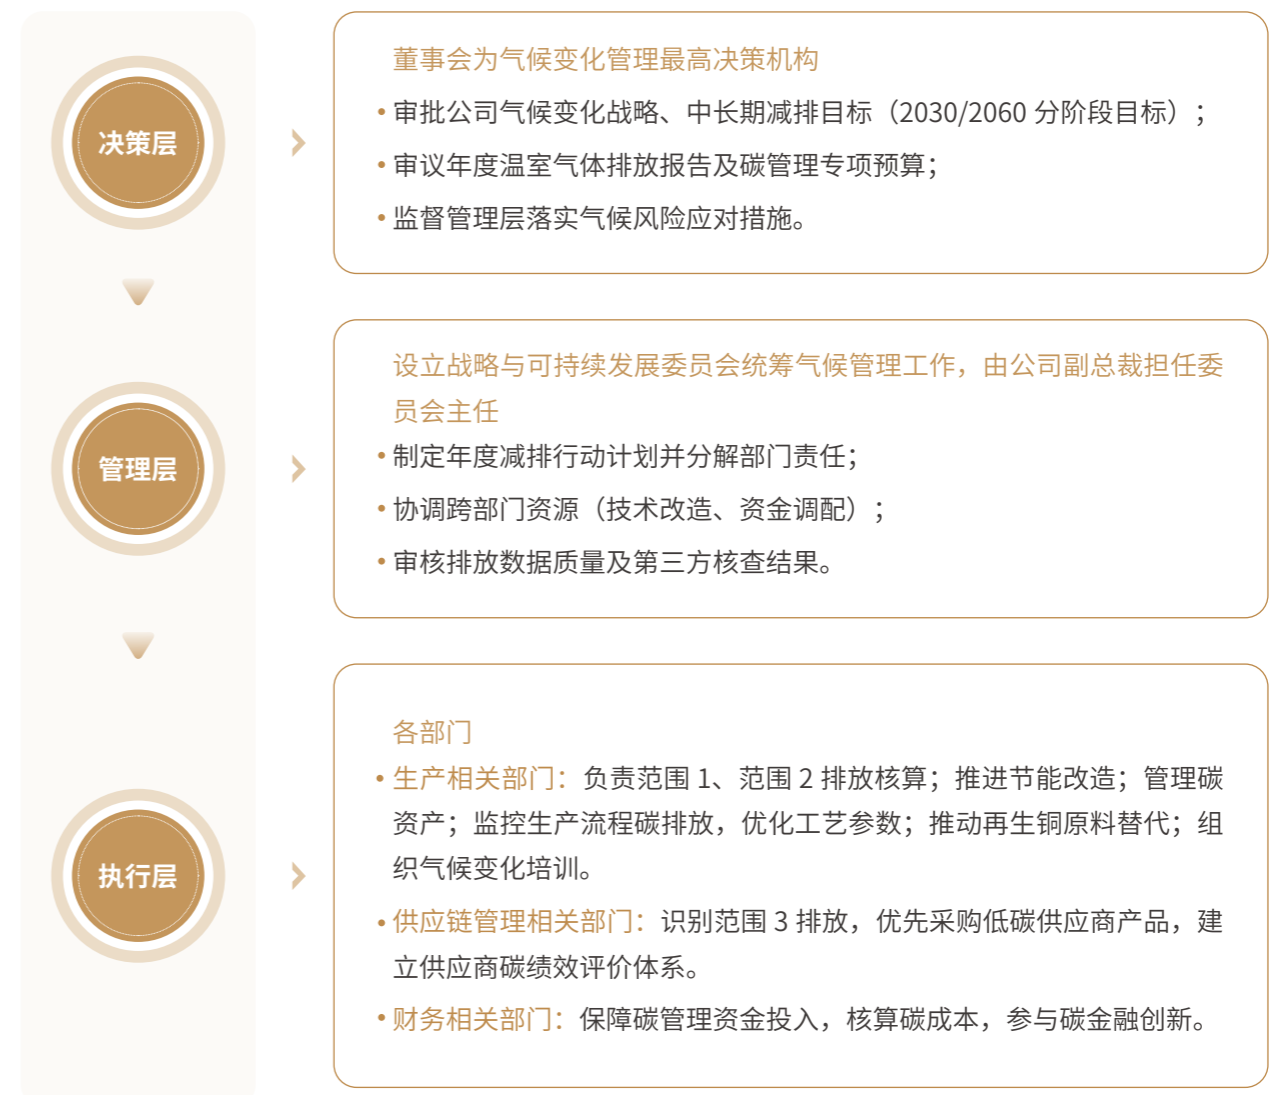 决策层
董事会为气候变化管理最高决策机构
• 审批公司气候变化战略、中长期减排目标（2030/2060 分阶段目标）；
• 审议年度温室气体排放报告及碳管理专项预算；
• 监督管理层落实气候风险应对措施。
管理层
设立战略与可持续发展委员会统筹气候管理工作，由公司副总裁担任委
员会主任
• 制定年度减排行动计划并分解部门责任；
• 协调跨部门资源（技术改造、资金调配）；
• 审核排放数据质量及第三方核查结果。
执行层
各部门
• 生产相关部门：负责范围 1、范围 2 排放核算；推进节能改造；管理碳
资产；监控生产流程碳排放，优化工艺参数；推动再生铜原料替代；组
织气候变化培训。
• 供应链管理相关部门：识别范围 3 排放，优先采购低碳供应商产品，建
立供应商碳绩效评价体系。
• 财务相关部门：保障碳管理资金投入，核算碳成本，参与碳金融创新。